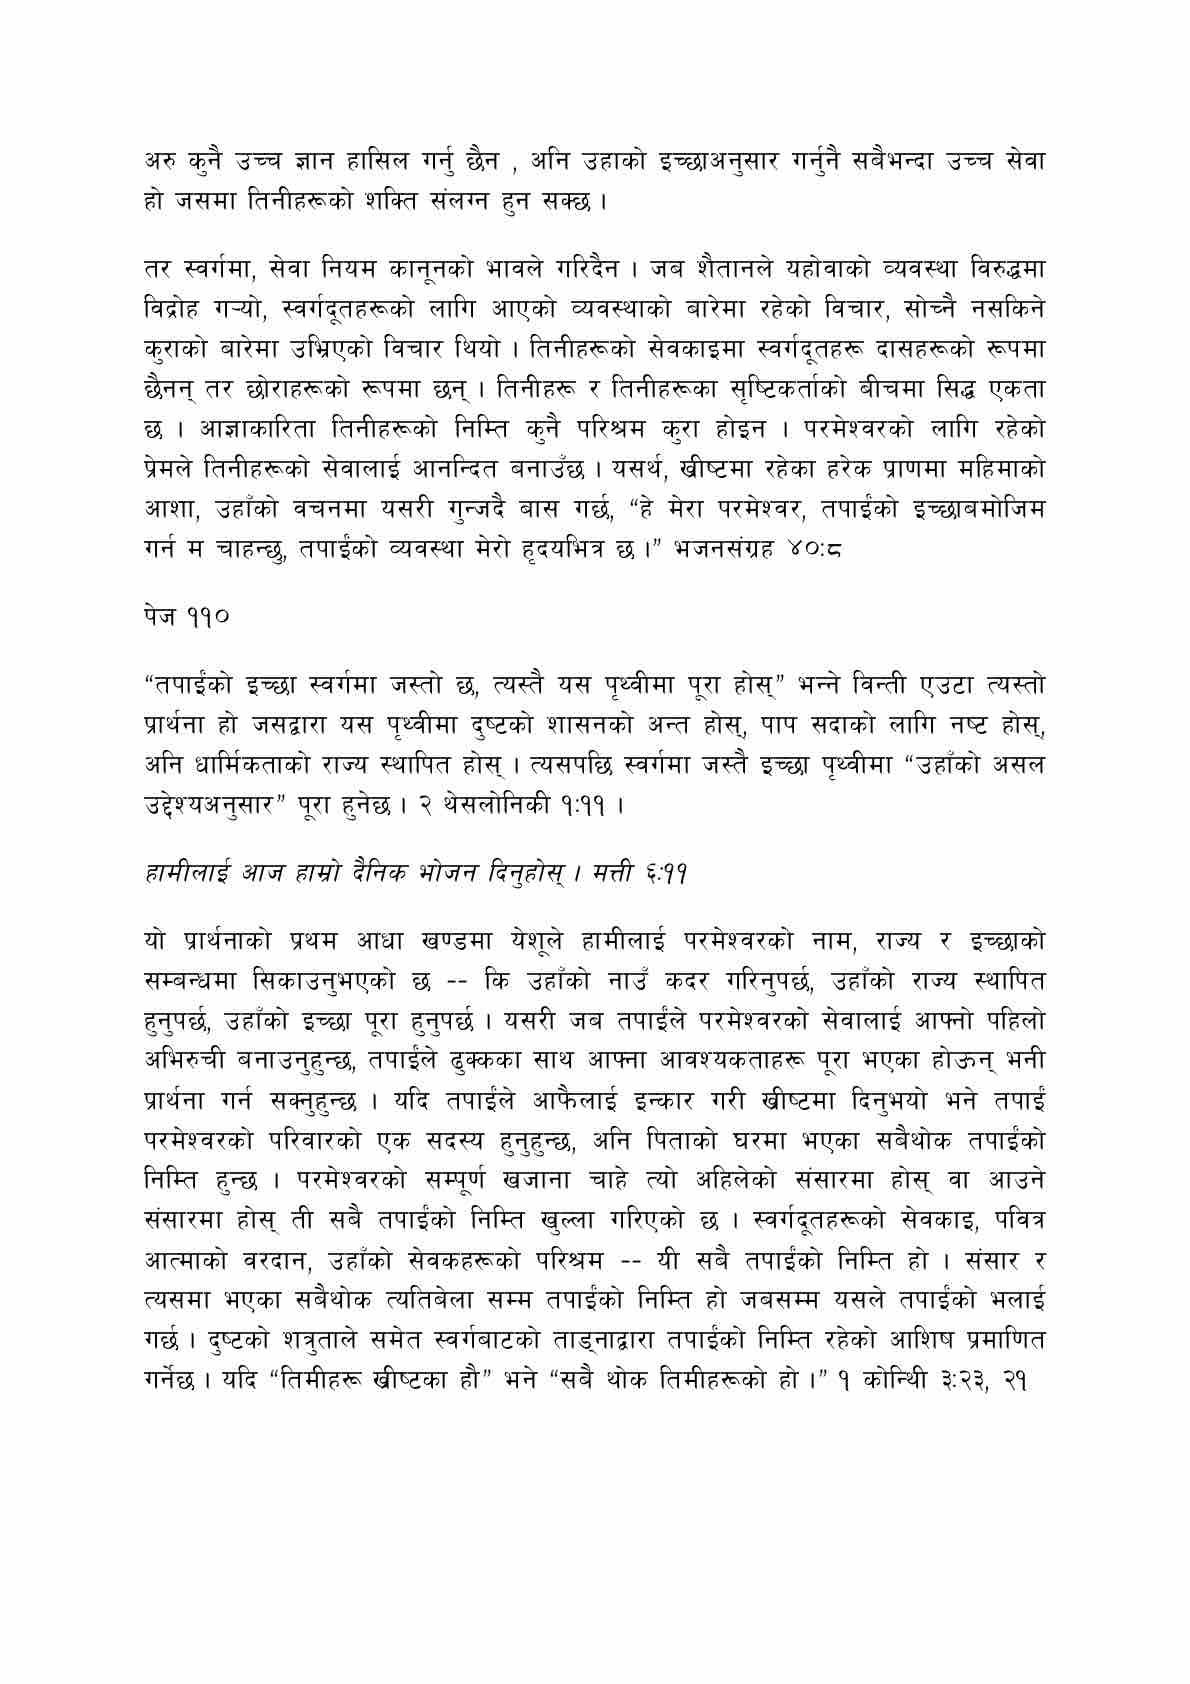 अरु कुनै उच्च ज्ञान हासिल गर्नु छैन , अनि उहाको इच्छाअनुसार गर्नुनै सबैभन्दा उच्च सेवा
हो जसमा तिनीहरूको शक्ति संलग्न हुन सक्छ ।
तर स्वर्गमा, सेवा नियम कानूनको भावले गरिदैन । जब शैतानले यहोवाको व्यवस्था विरुद्धमा
विद्रोह गर्‍यो, स्वर्गदूतहरूको लागि आएको व्यवस्थाको बारेमा रहेको विचार, सोच्नै नसकिने
कुराको बारेमा उभ्रिएको विचार थियो । तिनीहरूको सेवकाइमा स्वर्गदूतहरू दासहरूको रूपमा
छैनन् तर छोराहरूको रूपमा छन् । तिनीहरू र तिनीहरूका सृष्टिकर्ताको बीचमा सिद्ध एकता
छ । आज्ञाकारिता तिनीहरूको निम्ति कुनै परिश्रम कुरा होइन । परमेश्वरको लागि रहेको
प्रेमले तिनीहरूको सेवालाई आनन्दित बनाउँछ । यसर्थ, ख्रीष्टमा रहेका हरेक प्राणमा महिमाको
आशा, उहाँको वचनमा यसरी गुन्जदै बास गर्छ, “हे मेरा परमेश्वर, तपाईंको इच्छाबमोजिम
गर्न म चाहन्छु, तपाईंको व्यवस्था मेरो हृदयभित्र छ ।” भजनसंग्रह ४०:८
पेज ११०
“तपाईंको इच्छा स्वर्गमा जस्तो छ, त्यस्तै यस पृथ्वीमा पूरा होस्” भन्ने विन्ती एउटा त्यस्तो
प्रार्थना हो जसद्वारा यस पृथ्वीमा दुष्टको शासनको अन्त होस्, पाप सदाको लागि नष्ट होस्,
अनि धार्मिकताको राज्य स्थापित होस् । त्यसपछि स्वर्गमा जस्तै इच्छा पृथ्वीमा “उहाँको असल
उद्देश्यअनुसार” पूरा हुनेछ । २ थेसलोनिकी १:११ ।
हामीलाई आज हाम्रो दैनिक भोजन दिनुहोस् । मत्ती ६:११
यो प्रार्थनाको प्रथम आधा खण्डमा येशूले हामीलाई परमेश्वरको नाम, राज्य र इच्छाको
सम्बन्धमा सिकाउनुभएको छ -- कि उहाँको नाउँ कदर गरिनुपर्छ, उहाँको राज्य स्थापित
हुनुपर्छ, उहाँको इच्छा पूरा हुनुपर्छ । यसरी जब तपाईंले परमेश्वरको सेवालाई आफ्नो पहिलो
अभिरुची बनाउनुहुन्छ, तपाईंले ढुक्कका साथ आफ्ना आवश्यकताहरू पूरा भएका होऊन् भनी
प्रार्थना गर्न सक्नुहुन्छ । यदि तपाईंले आफैलाई इन्कार गरी ख्रीष्टमा दिनुभयो भने तपाईं
परमेश्वरको परिवारको एक सदस्य हुनुहुन्छ, अनि पिताको घरमा भएका सबैथोक तपाईंको
निम्ति हुन्छ । परमेश्वरको सम्पूर्ण खजाना चाहे त्यो अहिलेको संसारमा होस् वा आउने
संसारमा होस् ती सबै तपाईंको निम्ति खुल्ला गरिएको छ । स्वर्गदूतहरूको सेवकाइ, पवित्र
आत्माको वरदान, उहाँको सेवकहरूको परिश्रम -- यी सबै तपाईंको निम्ति हो । संसार र
त्यसमा भएका सबैथोक त्यतिबेला सम्म तपाईंको निम्ति हो जबसम्म यसले तपाईंको भलाई
गर्छ । दुष्टको शत्रुताले समेत स्वर्गबाटको ताड्नाद्वारा तपाईंको निम्ति रहेको आशिष प्रमाणित
गर्नेछ । यदि “तिमीहरू ख्रीष्टका हौ” भने “सबै थोक तिमीहरूको हो ।” १ कोन्थी ३:२३, २१